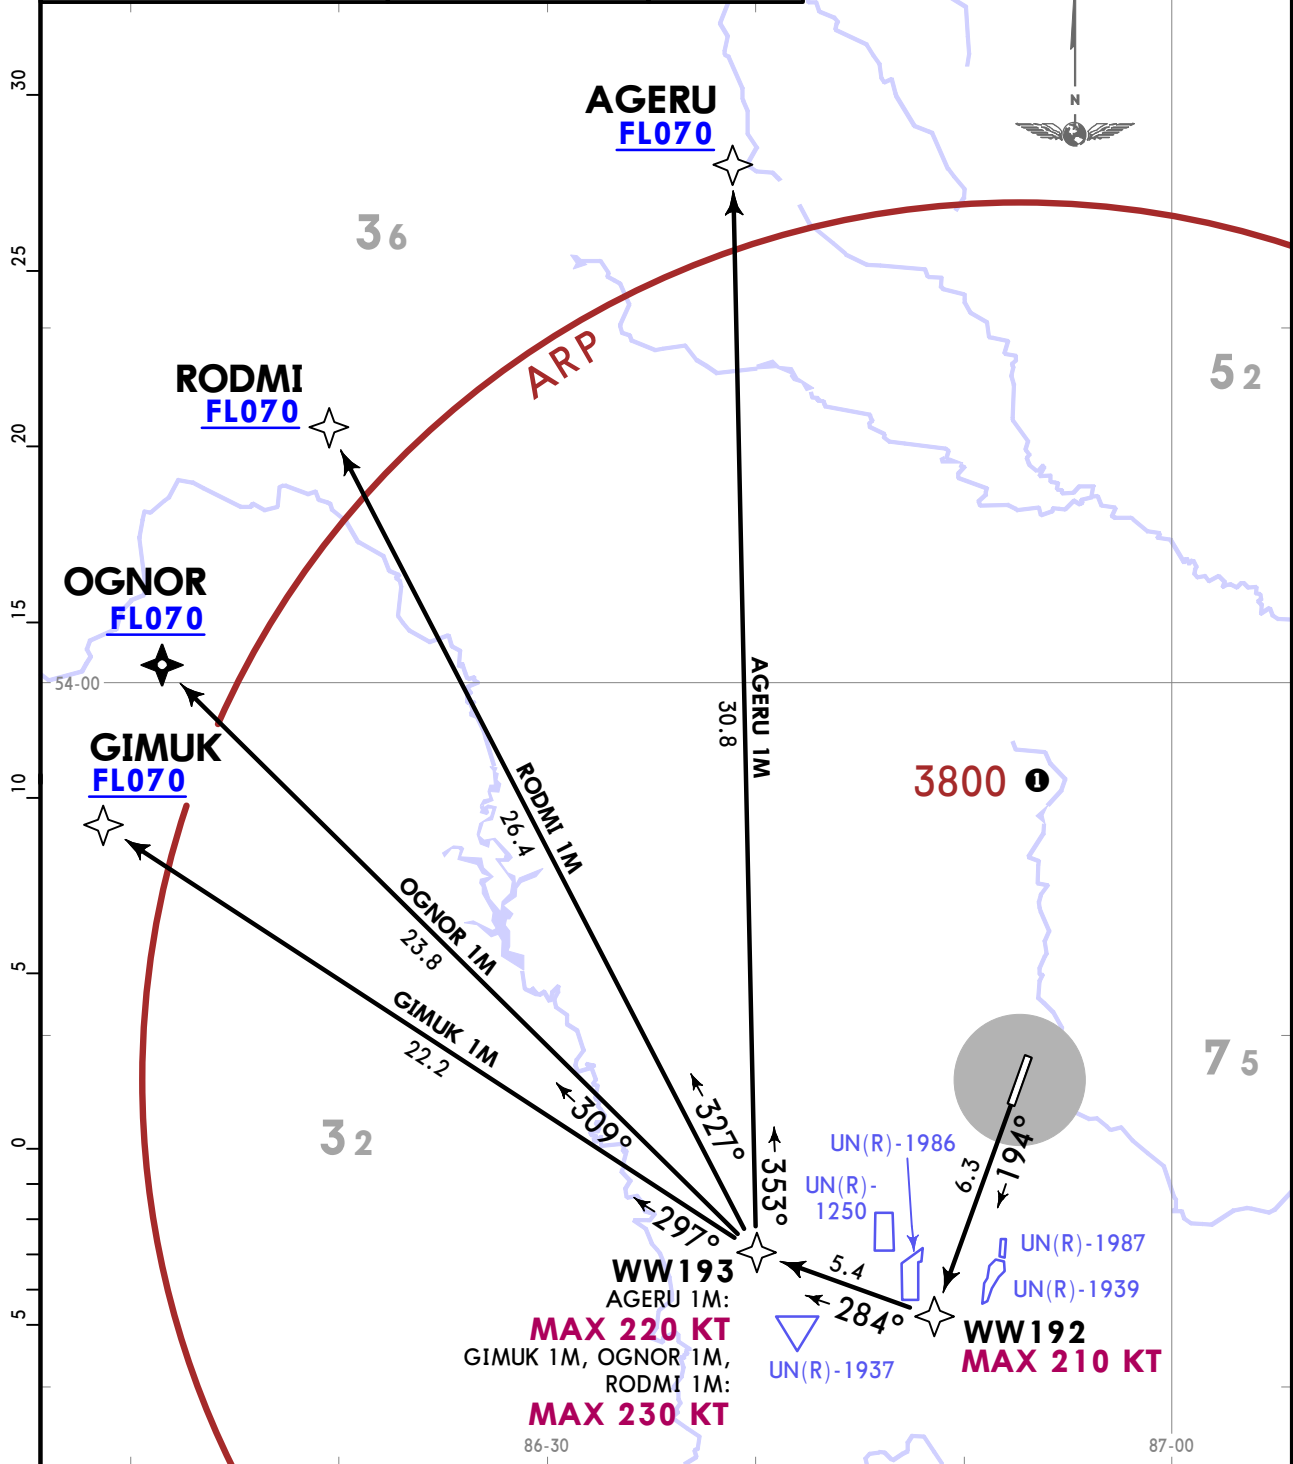 30
25
20
15
10
5
0
5
N
AGERU
FL070
36
ARP
52
RODMI
FL070
OGNOR
FL070
54-00
GIMUK
FL070
AGERU 1M
30.8
3800 1
RODMI 1M
26.4
OGNOR 1M
23.8
GIMUK 1M
22.2
75
32
309°
327°
353°
297°
194°
6.3
UN(R)-1986
UN(R)-
1250
UN(R)-1987
UN(R)-1939
5.4
284°
WW193
AGERU 1M:
MAX 220 KT
GIMUK 1M, OGNOR 1M,
RODMI 1M:
MAX 230 KT
WW192
MAX 210 KT
UN(R)-1937
86-30
87-00